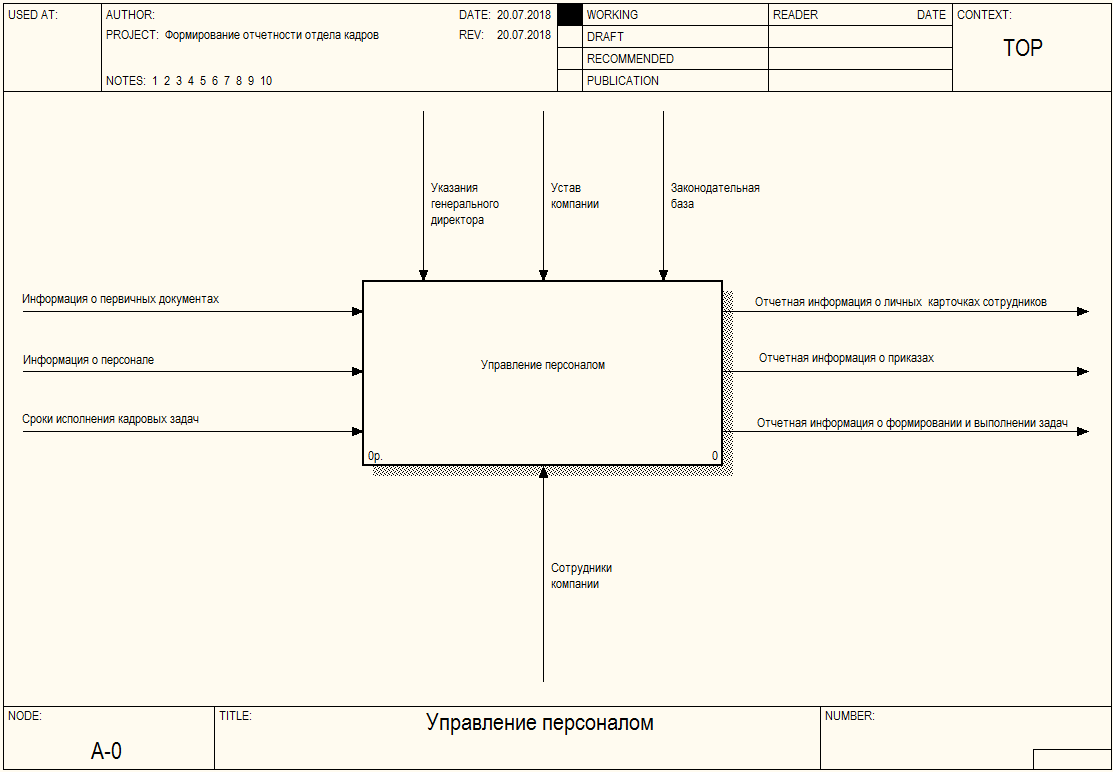 USED AT:
AUTHOR:
DATE: 20.07.2018
WORKING
READER
DATE
CONTEXT:
PROJECT: Формирование отчетности отдела кадров
REV: 20.07.2018
DRAFT
TOP
RECOMMENDED
NOTES: 1 2 3 4 5 6 7 8 9 10
PUBLICATION
Указания
генерального
директора
Устав
компании
Законодательная
база
Информация о первичных документах
Информация о персонале
Сроки исполнения кадровых задач
Управление персоналом
0р.
0
Отчетная информация о личных карточках сотрудников
Отчетная информация о приказах
Отчетная информация о формировании и выполнении задач
Сотрудники
компании
NODE:
A-0
TITLE:
Управление персоналом
NUMBER: